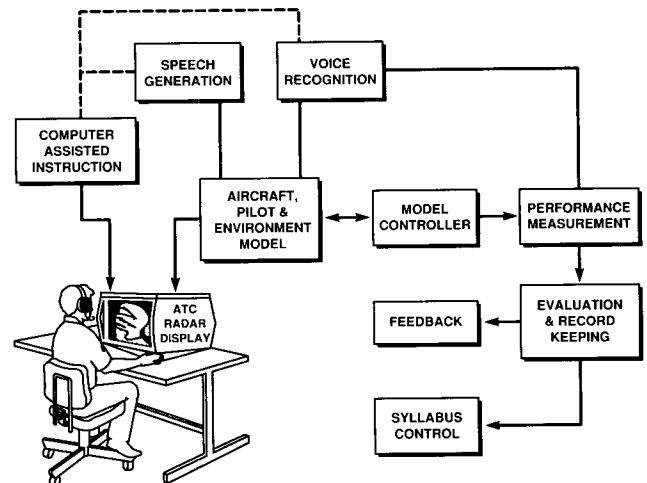 SPEECH
GENERATION
VOICE
RECOGNITION
COMPUTER
ASSISTED
INSTRUCTION
AIRCRAFT,
PILOT &
ENVIRONMENT
MODEL
MODEL
CONTROLLER
PERFORMANCE
MEASUREMENT
ATC
RADAR
DISPLAY
FEEDBACK
EVALUATION
& RECORD
KEEPING
SYLLABUS
CONTROL